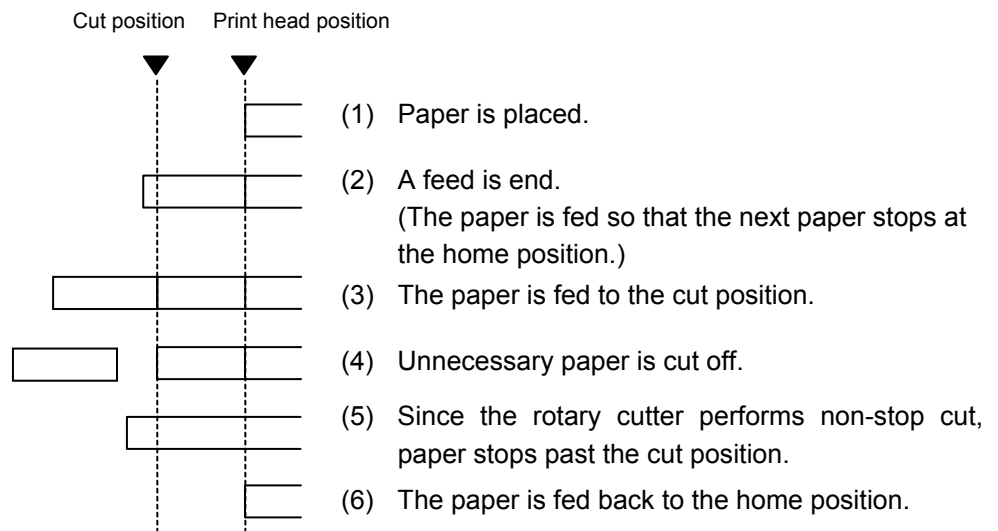 Cut position Print head position
(1) Paper is placed.
(2) A feed is end.
(The paper is fed so that the next paper stops at
the home position.)
(3) The paper is fed to the cut position.
(4) Unnecessary paper is cut off.
(5) Since the rotary cutter performs non-stop cut,
paper stops past the cut position.
(6) The paper is fed back to the home position.